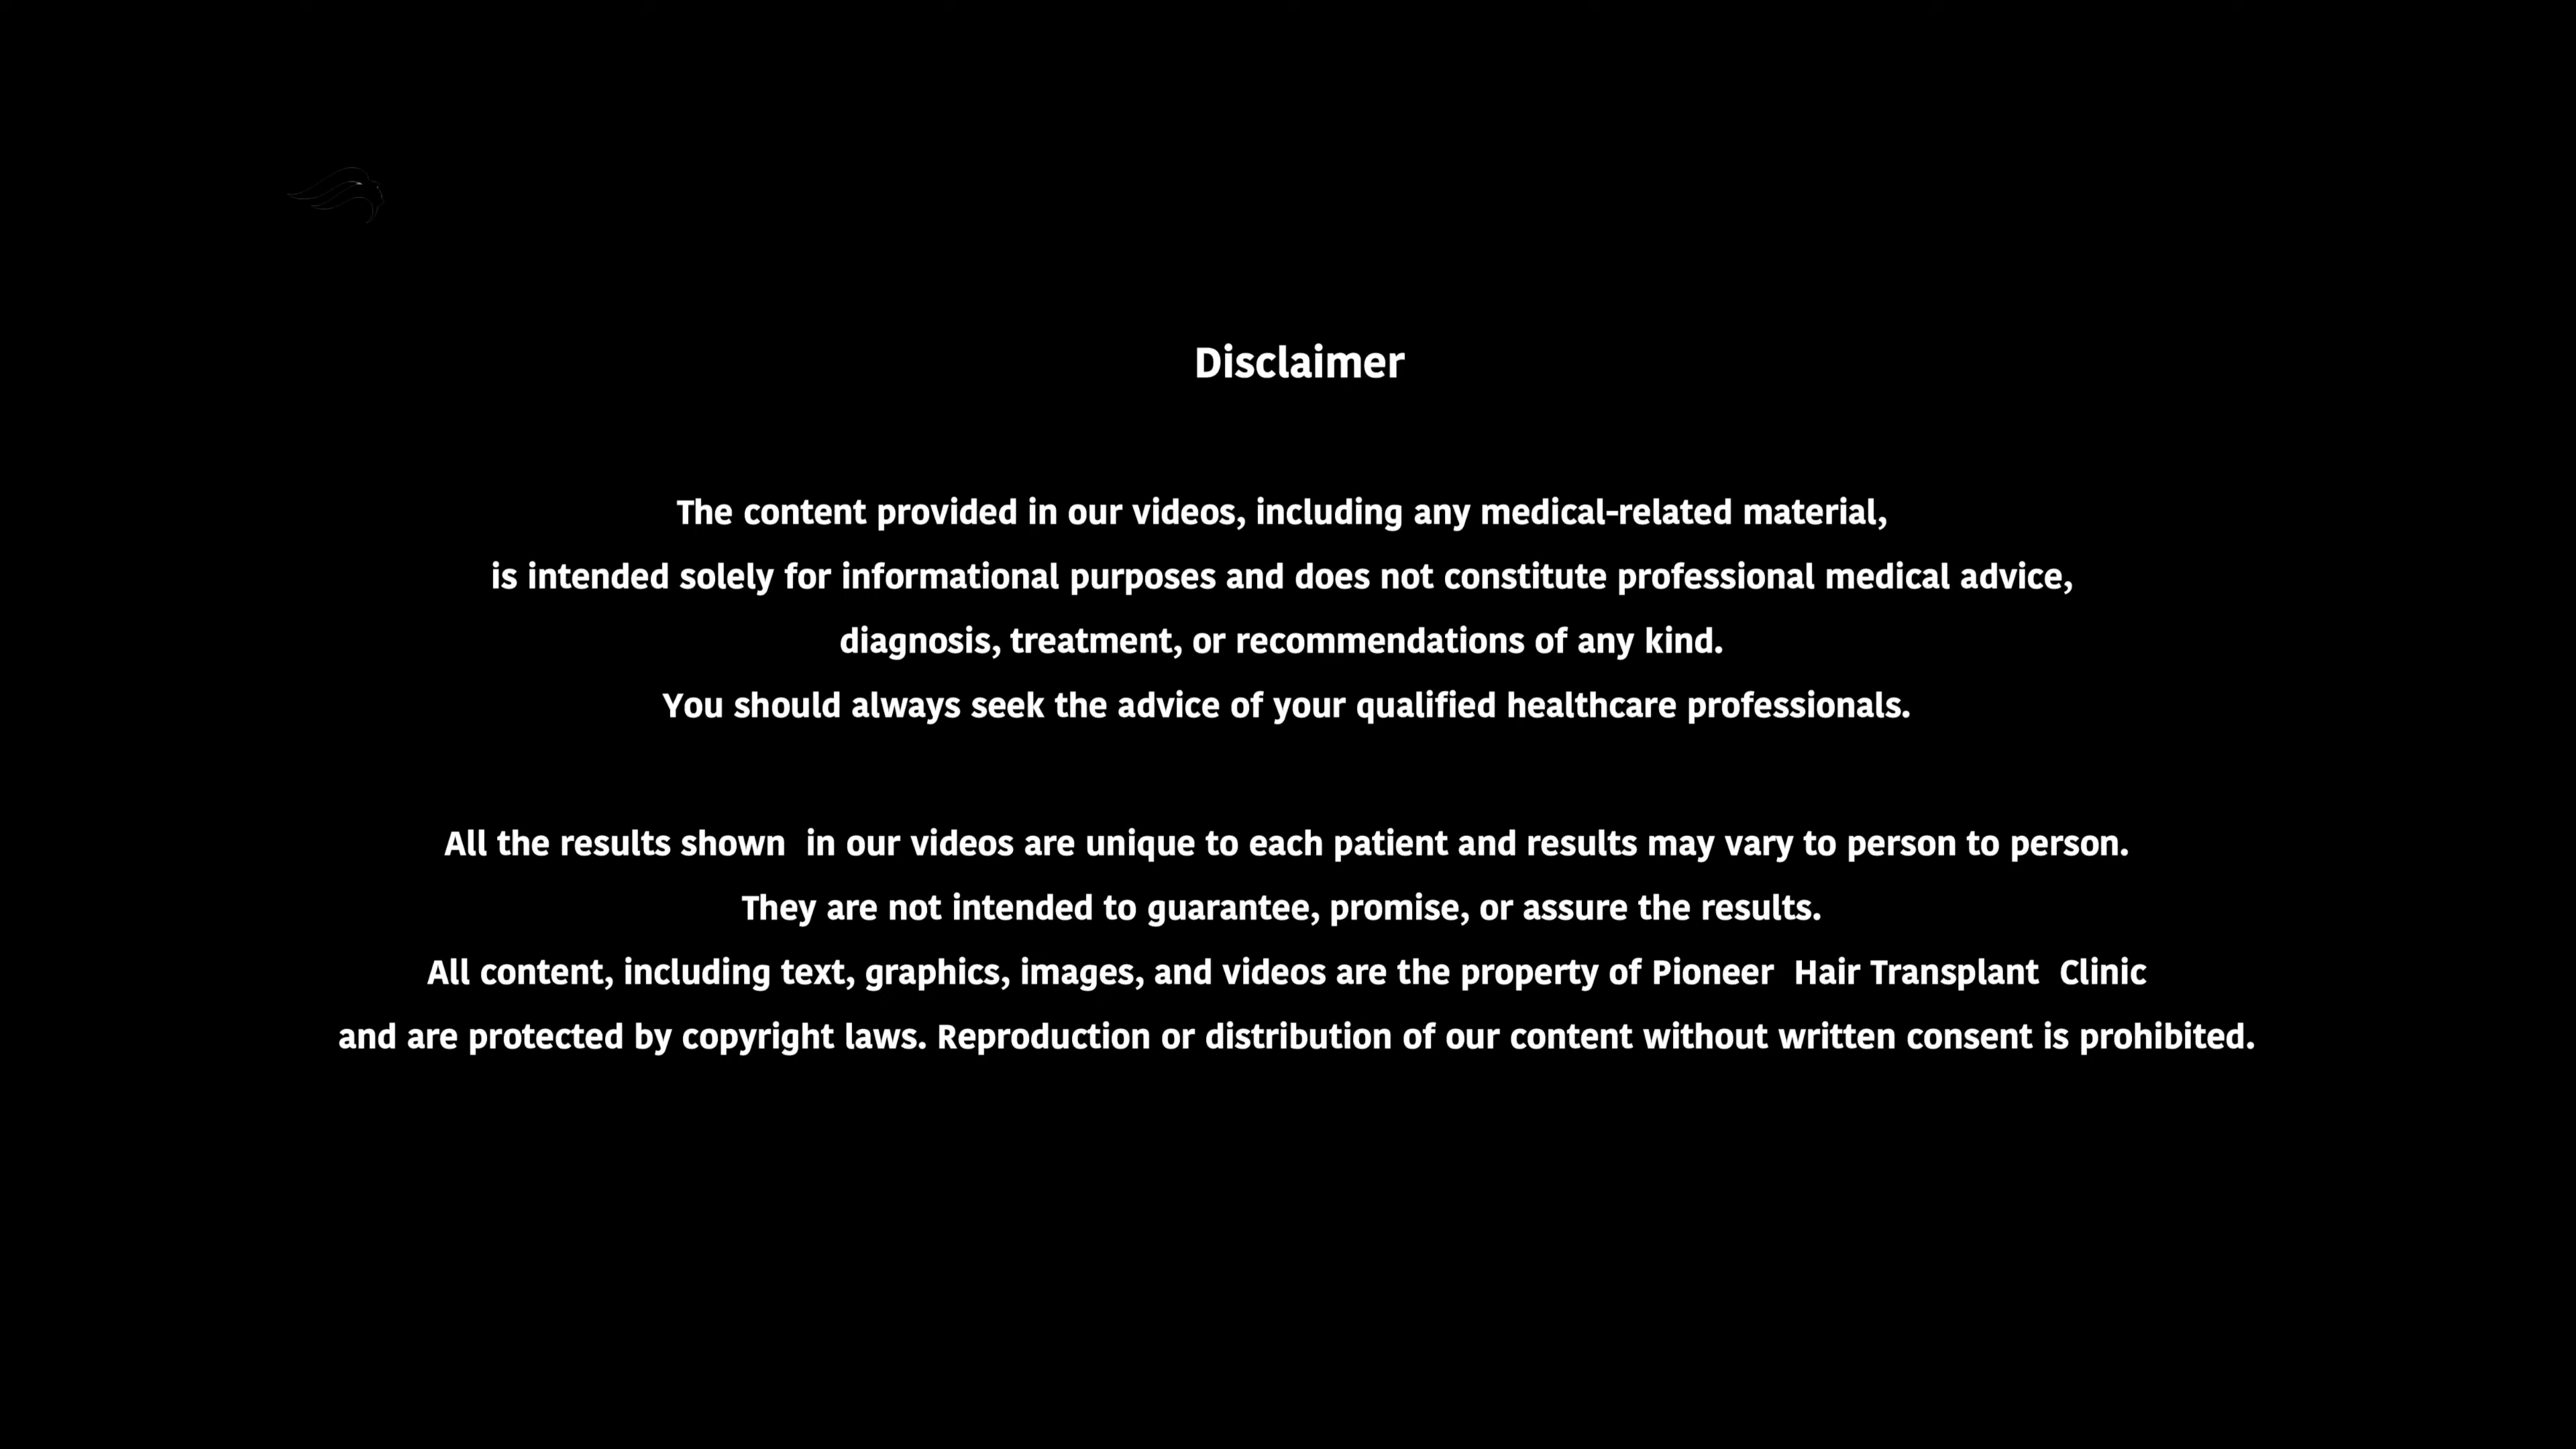 Disclaimer
The content provided in our videos, including any medical-related material,
is intended solely for informational purposes and does not constitute professional medical advice,
diagnosis, treatment, or recommendations of any kind.
You should always seek the advice of your qualified healthcare professionals.
All the results shown  in our videos are unique to each patient and results may vary to person to person.
They are not intended to guarantee, promise, or assure the results.
All content, including text, graphics, images, and videos are the property of Pioneer  Hair Transplant  Clinic
and are protected by copyright laws. Reproduction or distribution of our content without written consent is prohibited.